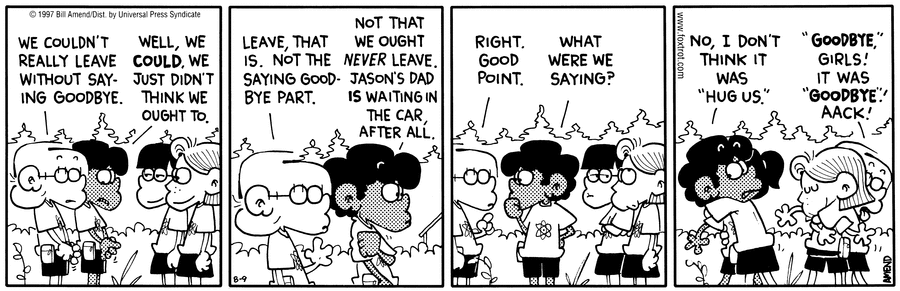 © 1997 Bill Amend/Dist. by Universal Press Syndicate
WE COULDN'T
REALLY LEAVE
WITHOUT SAY-
ING GOODBYE.
WELL, WE
COULD, WE
JUST DIDN'T
THINK WE
OUGHT TO.
LEAVE, THAT
IS. NOT THE
SAYING GOOD-
BYE PART.
NOT THAT
WE OUGHT
NEVER LEAVE.
JASON'S DAD
IS WAITING IN
THE CAR,
AFTER ALL.
8-9
RIGHT.
GOOD
POINT.
WHAT
WERE WE
SAYING?
www.foxtrot.com
NO, I DON'T
THINK IT
WAS
"HUG US."
"GOODBYE,"
GIRLS!
IT WAS
"GOODBYE"!
AACK!
AMEND